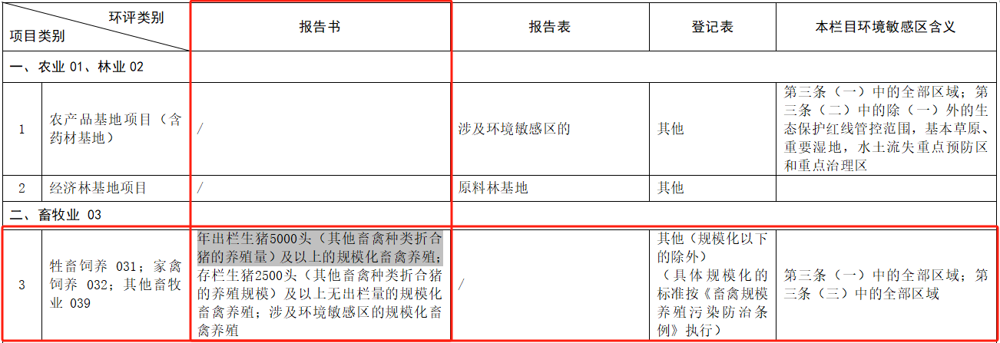 环评类别
项目类别
报告书
报告表
登记表
本栏目环境敏感区含义
一、农业 01、林业 02
1
农产品基地项目（含
药材基地）
/
涉及环境敏感区的
其他
第三条（一）中的全部区域；第
三条（二）中的除（一）外的生
态保护红线管控范围，基本草原、
重要湿地，水土流失重点预防区
和重点治理区
2
经济林基地项目
/
原料林基地
其他
二、畜牧业 03
3
牲畜饲养 031；家禽
饲养 032；其他畜牧
业 039
年出栏生猪5000头（其他畜禽种类折合
猪的养殖量）及以上的规模化畜禽养殖；
存栏生猪2500头（其他畜禽种类折合猪
的养殖规模）及以上无出栏量的规模化
畜禽养殖；涉及环境敏感区的规模化畜
禽养殖
/
其他（规模化以下
的除外）
（具体规模化的
标准按《畜禽规模
养殖污染防治条
例》执行）
第三条（一）中的全部区域；第
三条（三）中的全部区域